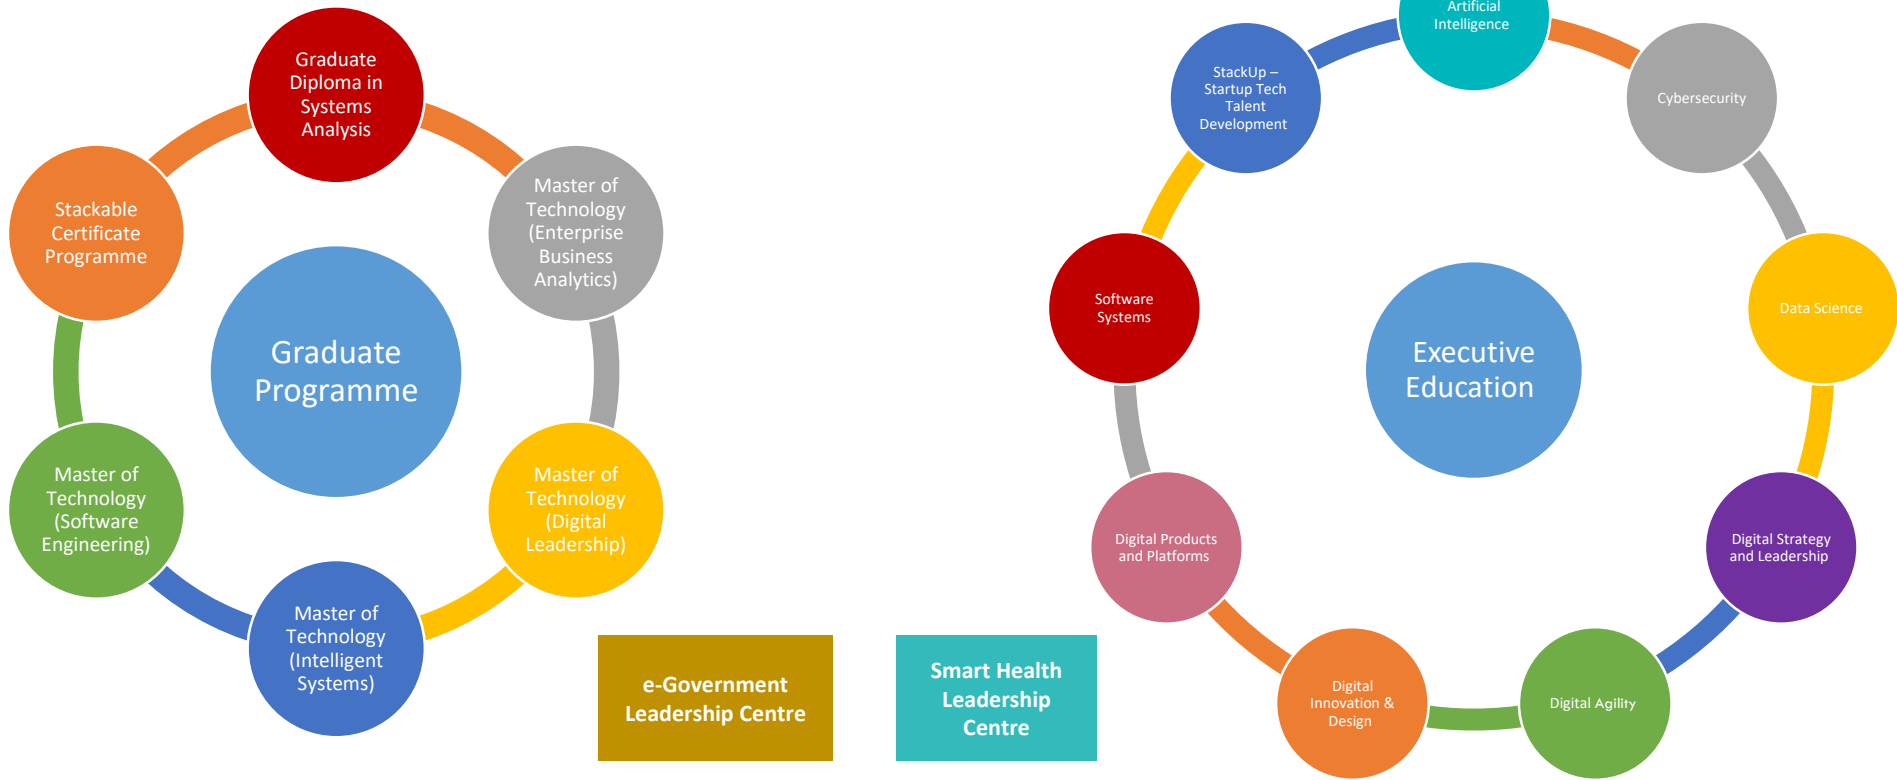 Graduate
Diploma in
Systems
Analysis
Master of
Technology
(Enterprise
Business
Analytics)
Master of
Technology
(Digital
Leadership)
Master of
Technology
(Intelligent
Systems)
Master of
Technology
(Software
Engineering)
Stackable
Certificate
Programme
Graduate
Programme
e-Government
Leadership Centre
Smart Health
Leadership
Centre
Artificial
Intelligence
Cybersecurity
Data Science
Digital Strategy
and Leadership
Digital Agility
Digital
Innovation &
Design
Digital Products
and Platforms
Software
Systems
StackUp –
Startup Tech
Talent
Development
Executive
Education